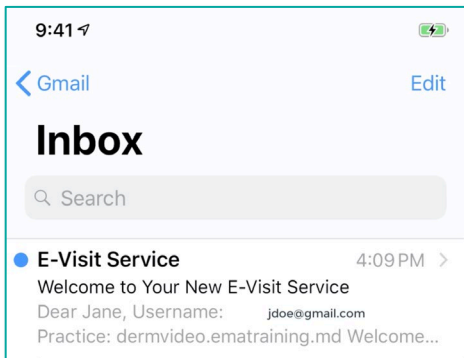 9:41
Gmail Edit
Inbox
Search
E-Visit Service 4:09 PM
Welcome to Your New E-Visit Service
Dear Jane, Username: jdoe@gmail.com
Practice: dermvideo.ematraining.md Welcome...